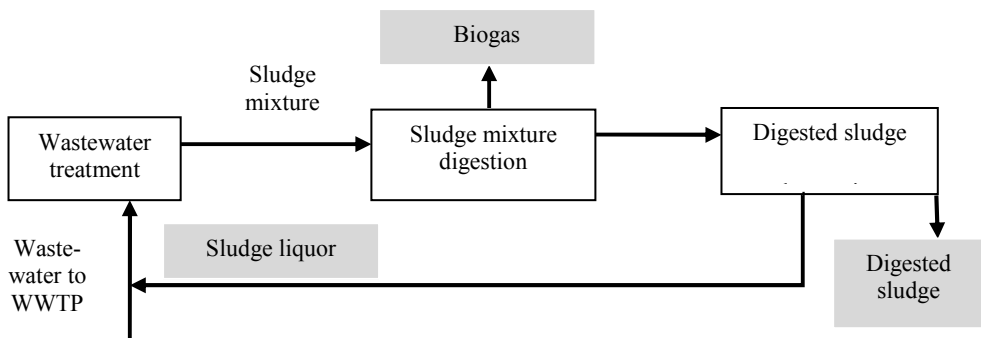 Biogas
Sludge
mixture
Wastewater
treatment
Sludge mixture
digestion
Digested sludge
Waste-
water to
WWTP
Sludge liquor
Digested
sludge